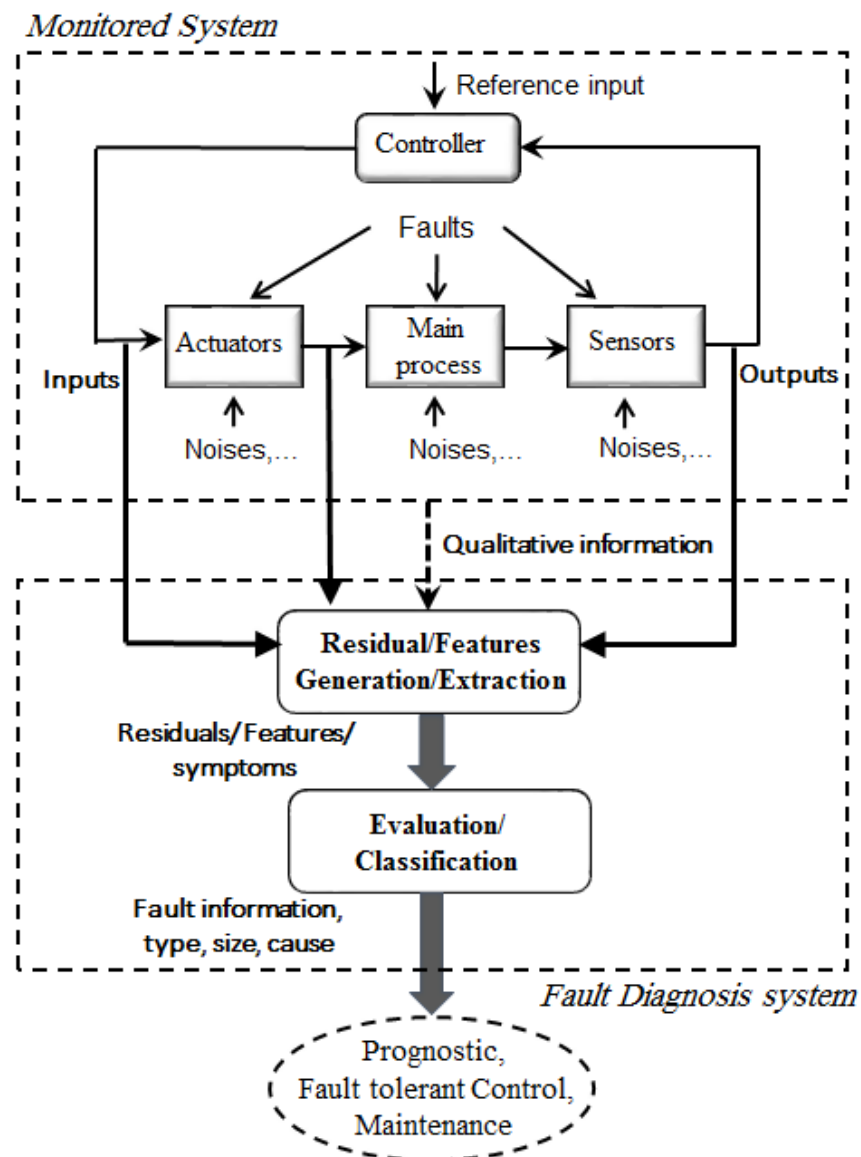 Monitored System
Reference input
Controller
Faults
Actuators
Main
process
Sensors
Inputs
Outputs
Noises,...
Noises,...
Noises,...
Qualitative information
Residual/Features
Generation/Extraction
Residuals/Features/
symptoms
Evaluation/
Classification
Fault information,
type, size, cause
Fault Diagnosis system
Prognostic,
Fault tolerant Control,
Maintenance